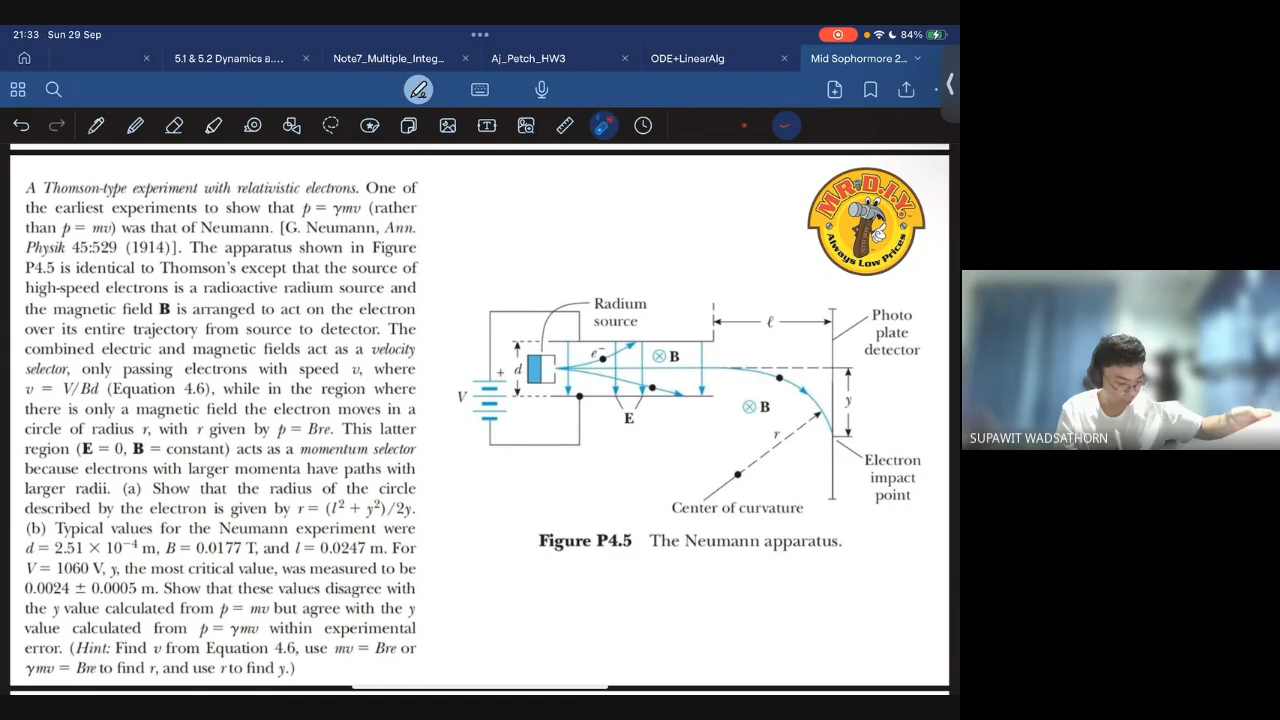 21:33 Sun 29 Sep
84%
5.1 & 5.2 Dynamics a....
Note7_Multiple_Integ...
Aj_Petch_HW3
ODE+LinearAlg
Mid Sophormore 2...
A Thomson-type experiment with relativistic electrons. One of
the earliest experiments to show that p = γmv (rather
than p = mv) was that of Neumann. [G. Neumann, Ann.
Physik 45:529 (1914)]. The apparatus shown in Figure
P4.5 is identical to Thomson's except that the source of
high-speed electrons is a radioactive radium source and
the magnetic field B is arranged to act on the electron
over its entire trajectory from source to detector. The
combined electric and magnetic fields act as a velocity
selector, only passing electrons with speed v, where
v = V/Bd (Equation 4.6), while in the region where
there is only a magnetic field the electron moves in a
circle of radius r, with r given by p = Bre. This latter
region (E = 0, B = constant) acts as a momentum selector
because electrons with larger momenta have paths with
larger radii. (a) Show that the radius of the circle
described by the electron is given by r = (l² + y²)/2y.
(b) Typical values for the Neumann experiment were
d = 2.51 × 10⁻⁴ m, B = 0.0177 T, and l = 0.0247 m. For
V = 1060 V, y, the most critical value, was measured to be
0.0024 ± 0.0005 m. Show that these values disagree with
the y value calculated from p = mv but agree with the y
value calculated from p = γmv within experimental
error. (Hint: Find v from Equation 4.6, use mv = Bre or
γmv = Bre to find r, and use r to find y.)
MR.D.I.Y.
Always Low Prices
Radium
source
ℓ
Photo
plate
detector
e⁻
B
+
d
V
E
B
y
r
Electron
impact
point
Center of curvature
Figure P4.5 The Neumann apparatus.
SUPAWIT WADSATHORN